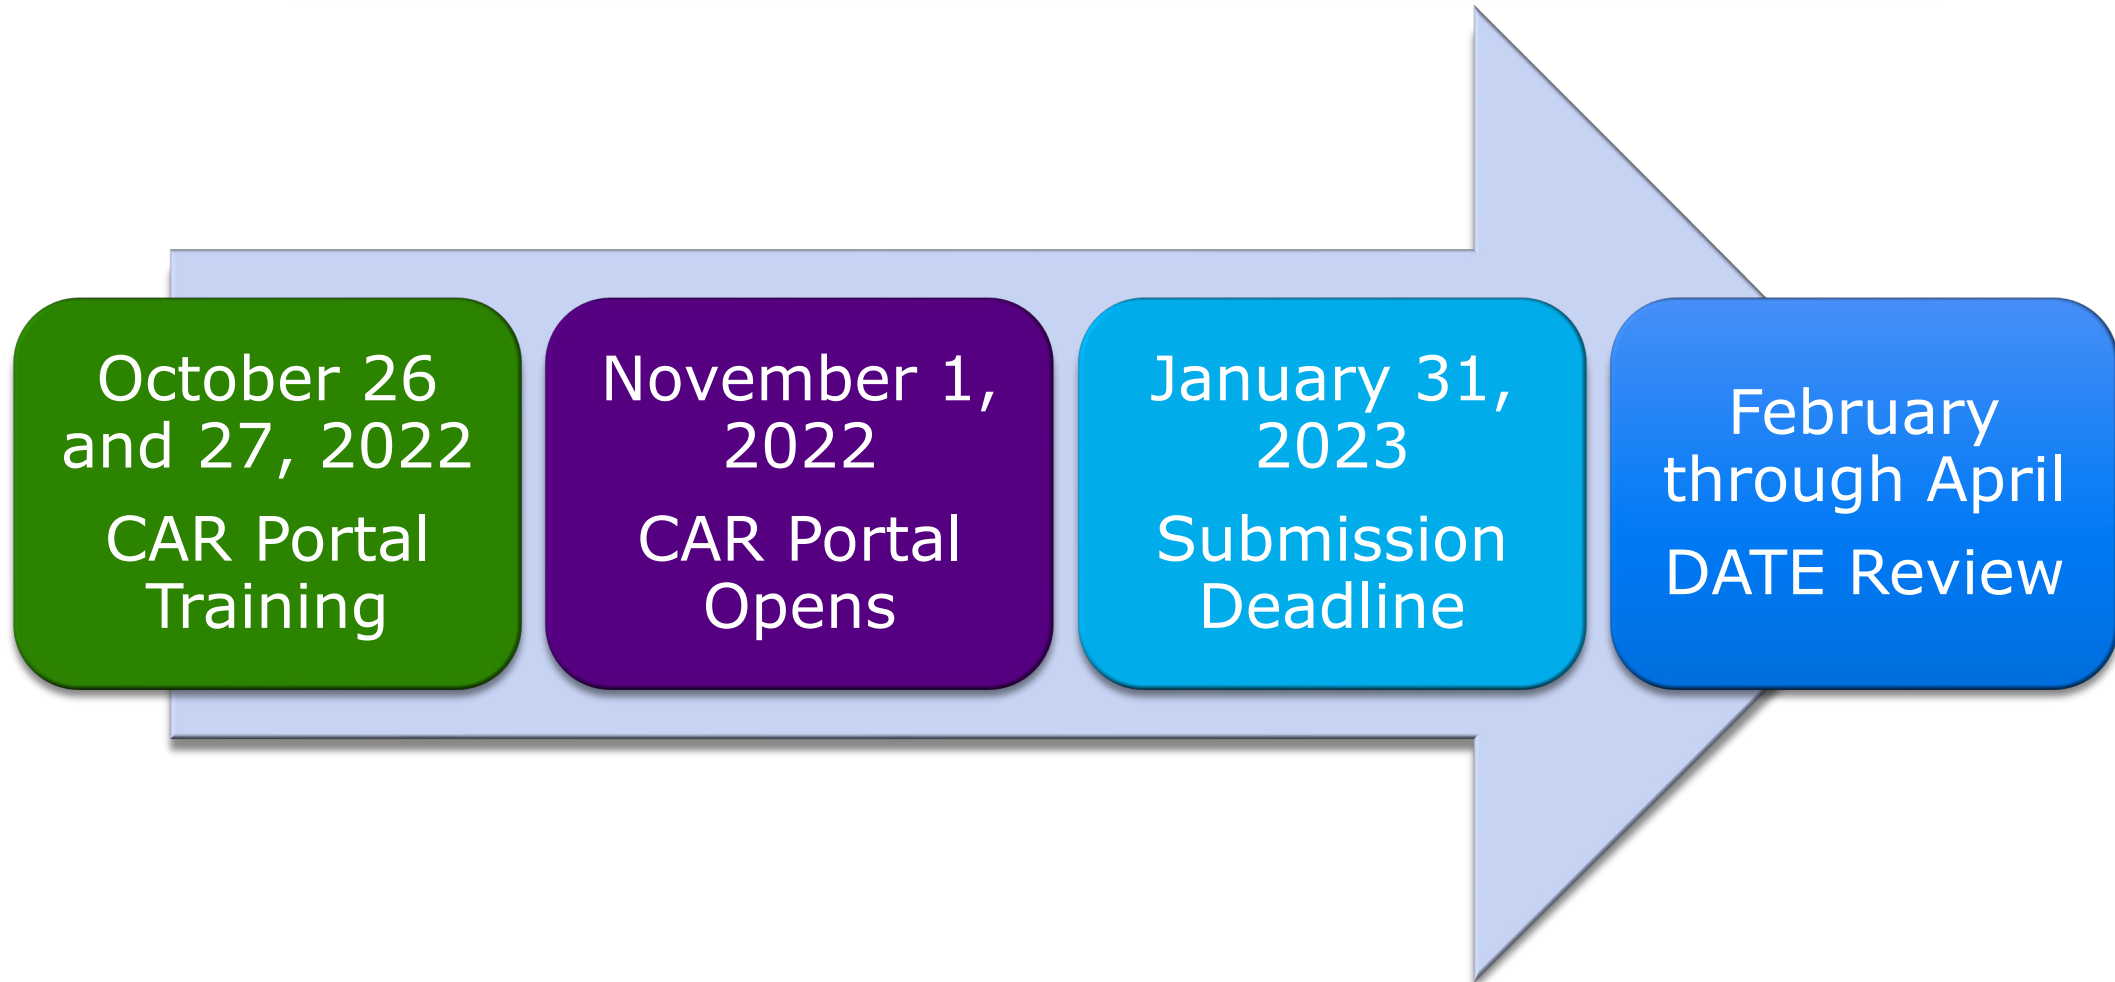 October 26
and 27, 2022
CAR Portal
Training
November 1,
2022
CAR Portal
Opens
January 31,
2023
Submission
Deadline
February
through April
DATE Review